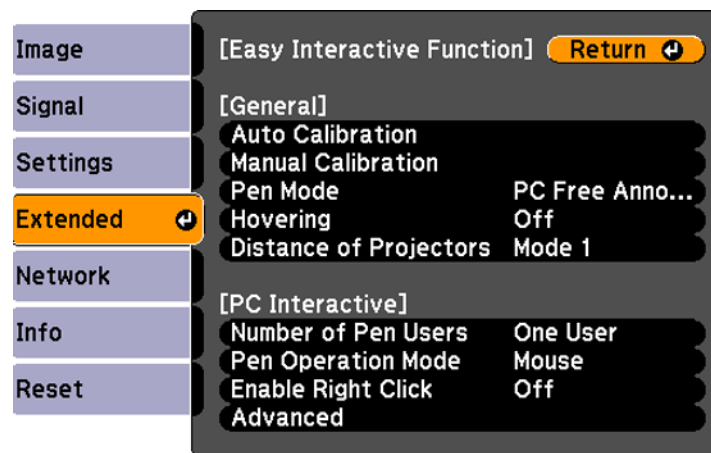 Image
Signal
Settings
Extended
Network
Info
Reset
[Easy Interactive Function] Return
[General]
Auto Calibration
Manual Calibration
Pen Mode PC Free Anno...
Hovering Off
Distance of Projectors Mode 1
[PC Interactive]
Number of Pen Users One User
Pen Operation Mode Mouse
Enable Right Click Off
Advanced